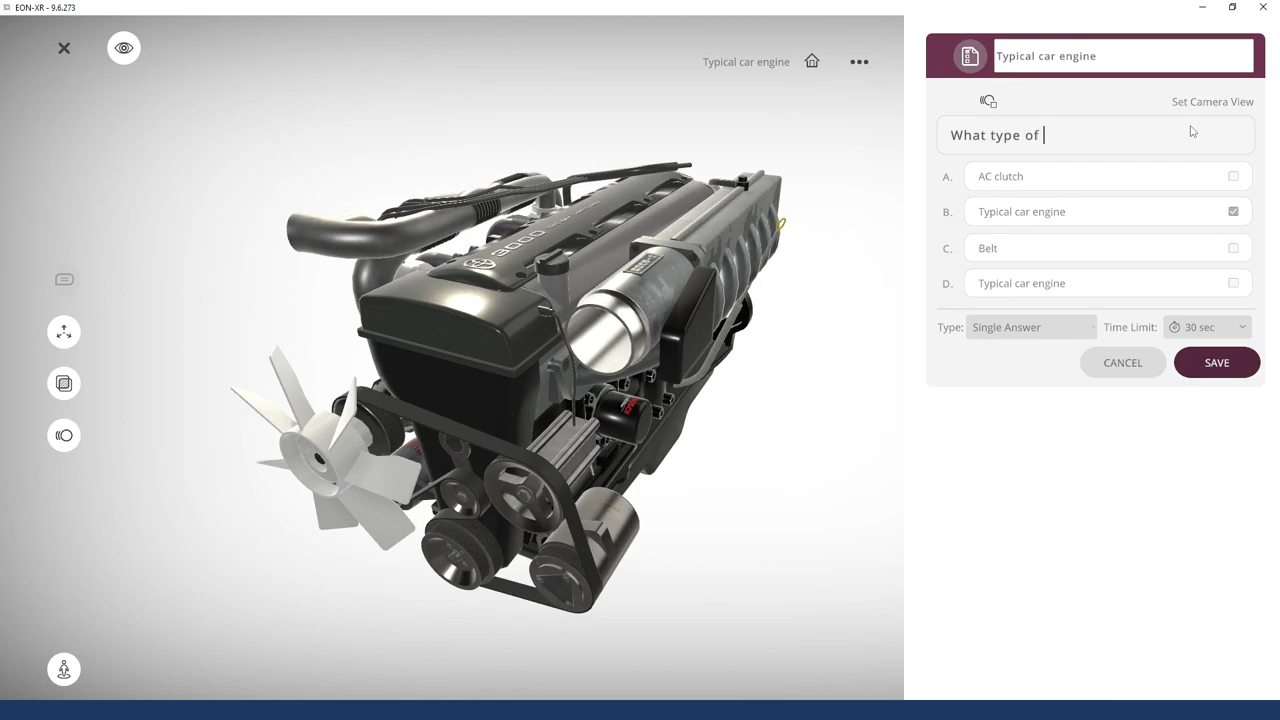 EON-XR - 9.6.273
Typical car engine
3000
Typical car engine
Set Camera View
What type of
A. AC clutch
B. Typical car engine
C. Belt
D. Typical car engine
Type: Single Answer Time Limit: 30 sec
CANCEL SAVE